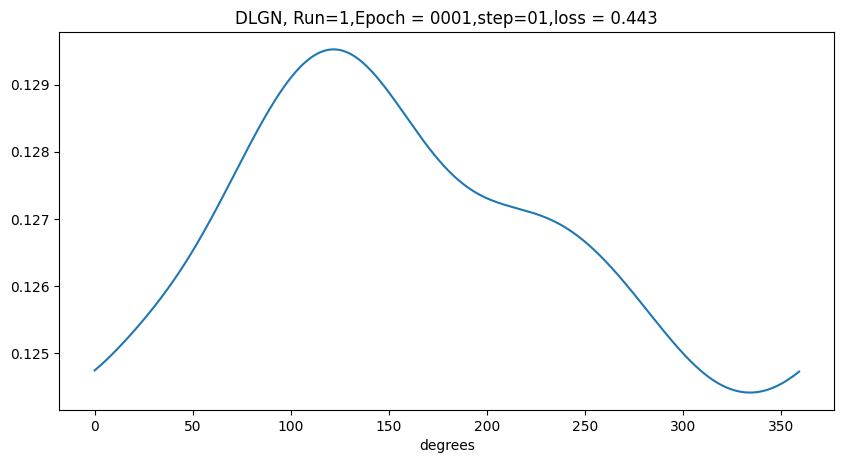 DLGN, Run=1,Epoch = 0001,step=01,loss = 0.443
0.129
0.128
0.127
0.126
0.125
0 50 100 150 200 250 300 350
degrees